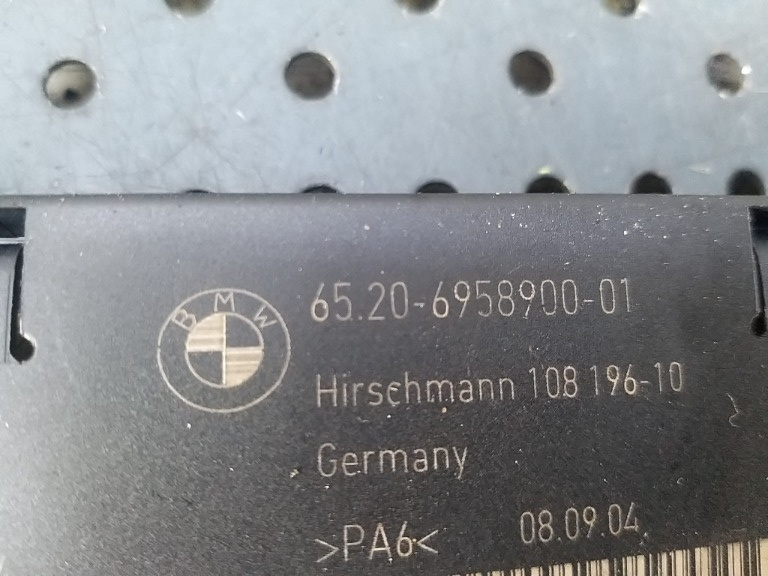 BMW
65.20-6958900-01
Hirschmann 108 196-10
Germany
>PA6<
08.09.04